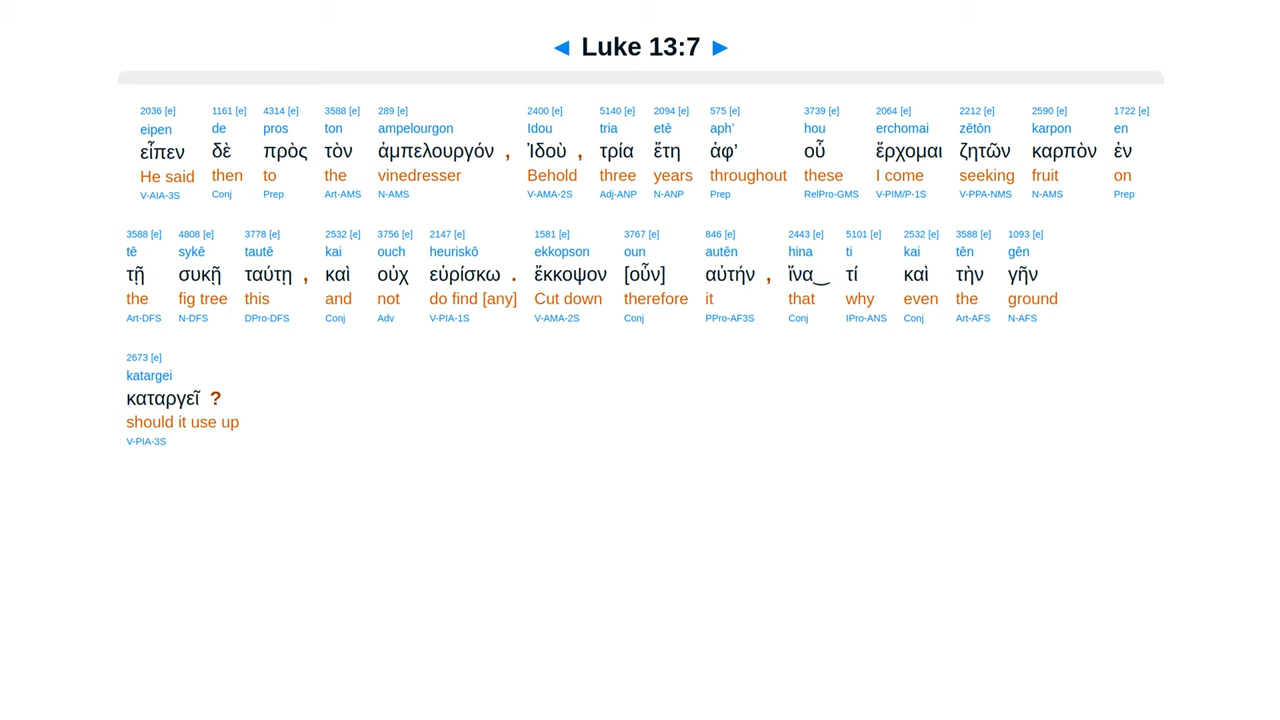 ◄ Luke 13:7 ►
2036 [e] 1161 [e] 4314 [e] 3588 [e] 289 [e] 2400 [e] 5140 [e] 2094 [e] 575 [e] 3739 [e] 2064 [e] 2212 [e] 2590 [e] 1722 [e]
eipen de pros ton ampelourgon Idou tria etē aph’ hou erchomai zētōn karpon en
εἶπεν δὲ πρὸς τὸν ἀμπελουργόν , Ἰδοὺ , τρία ἔτη ἀφ’ οὗ ἔρχομαι ζητῶν καρπὸν ἐν
He said then to the vinedresser Behold three years throughout these I come seeking fruit on
V-AIA-3S Conj Prep Art-AMS N-AMS V-AMA-2S Adj-ANP N-ANP Prep RelPro-GMS V-PIM/P-1S V-PPA-NMS N-AMS Prep
3588 [e] 4808 [e] 3778 [e] 2532 [e] 3756 [e] 2147 [e] 1581 [e] 3767 [e] 846 [e] 2443 [e] 5101 [e] 2532 [e] 3588 [e] 1093 [e]
tē sykē tautē kai ouch heuriskō ekkopson oun autēn hina ti kai tēn gēn
τῇ συκῇ ταύτῃ , καὶ οὐχ εὑρίσκω . ἔκκοψον [οὖν] αὐτήν , ἵνα‿ τί καὶ τὴν γῆν
the fig tree this and not do find [any] Cut down therefore it that why even the ground
Art-DFS N-DFS DPro-DFS Conj Adv V-PIA-1S V-AMA-2S Conj PPro-AF3S Conj IPro-ANS Conj Art-AFS N-AFS
2673 [e]
katargei
καταργεῖ ?
should it use up
V-PIA-3S